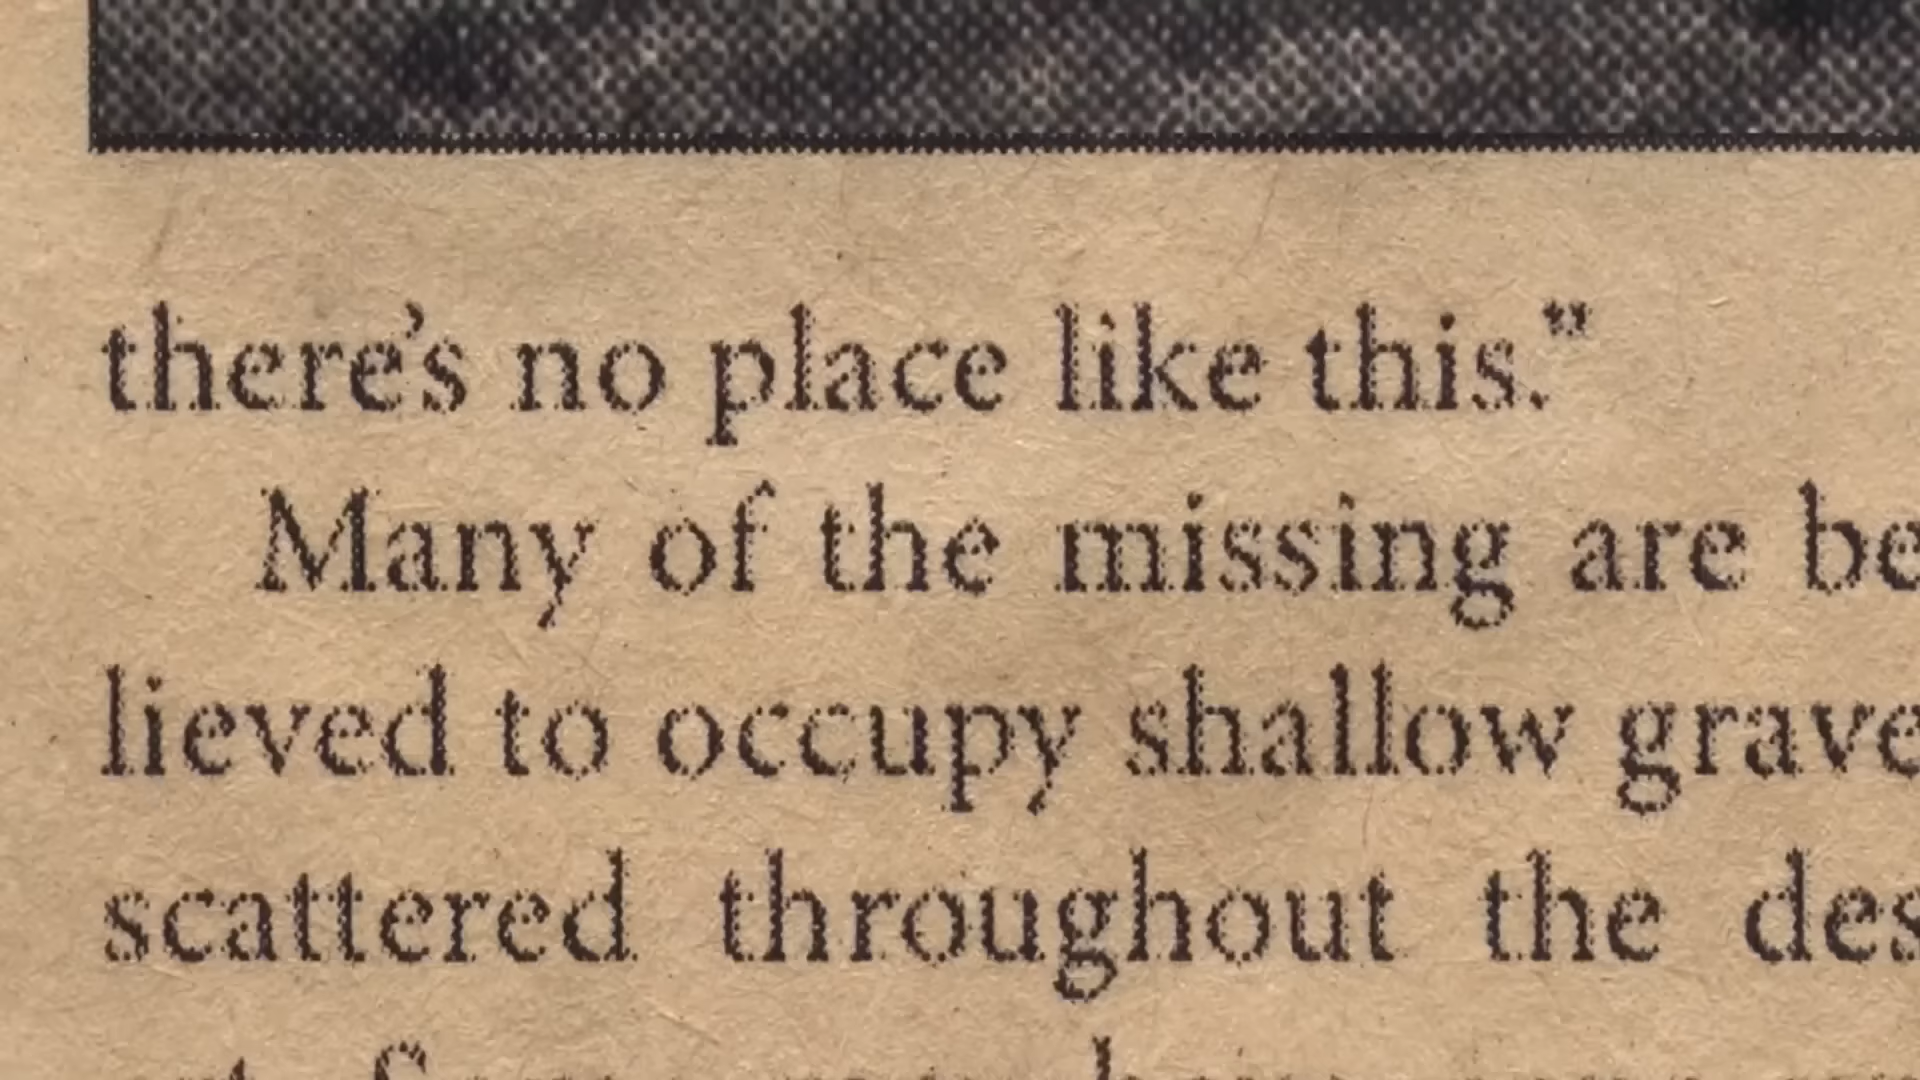 there's no place like this."
Many of the missing are be
lieved to occupy shallow grave
scattered throughout the des